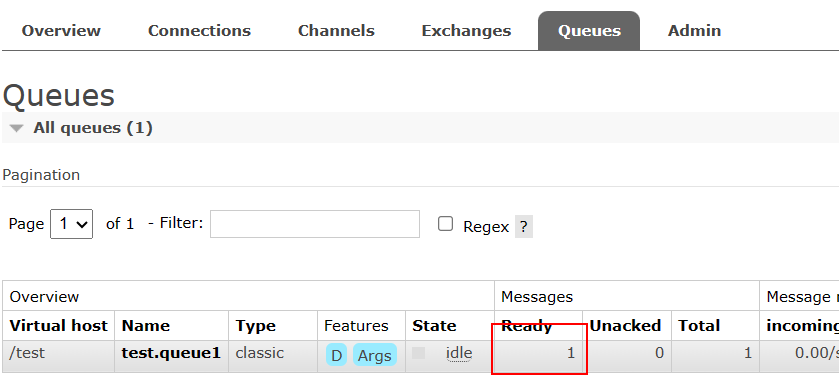 Overview Connections Channels Exchanges Queues Admin
Queues
All queues (1)
Pagination
Page 1 of 1 - Filter: Regex ?
Overview Messages Message
Virtual host Name Type Features State Ready Unacked Total incoming
/test test.queue1 classic D Args idle 1 0 1 0.00/s